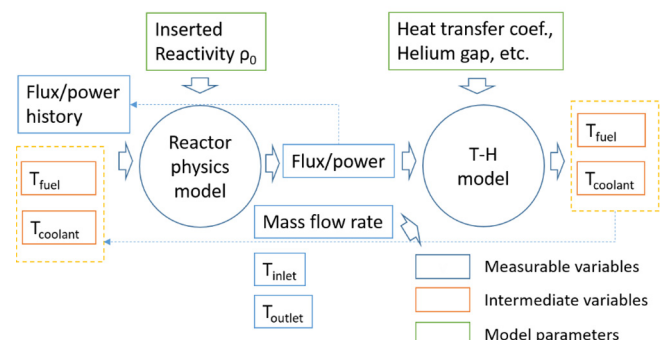 Inserted
Reactivity ρ0
Heat transfer coef.,
Helium gap, etc.
Flux/power
history
Reactor
physics
model
Flux/power
T-H
model
Tfuel
Tcoolant
Tfuel
Tcoolant
Mass flow rate
Tinlet
Toutlet
Measurable variables
Intermediate variables
Model parameters